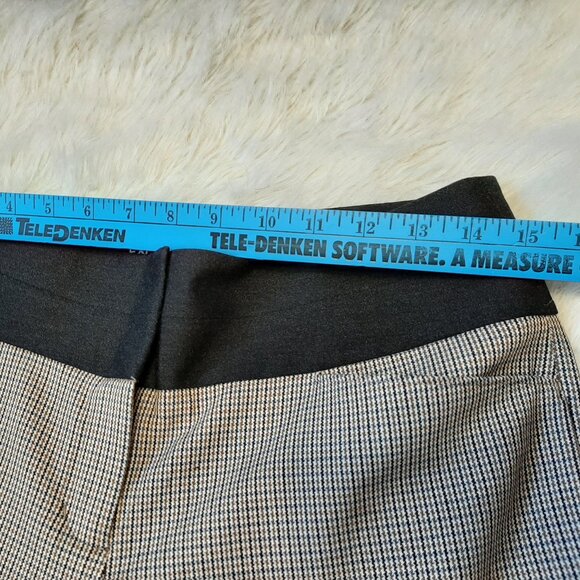 4 5 6 7 8 9 10 11 12 13 14 15
TELEDENKEN TELE-DENKEN SOFTWARE. A MEASURE